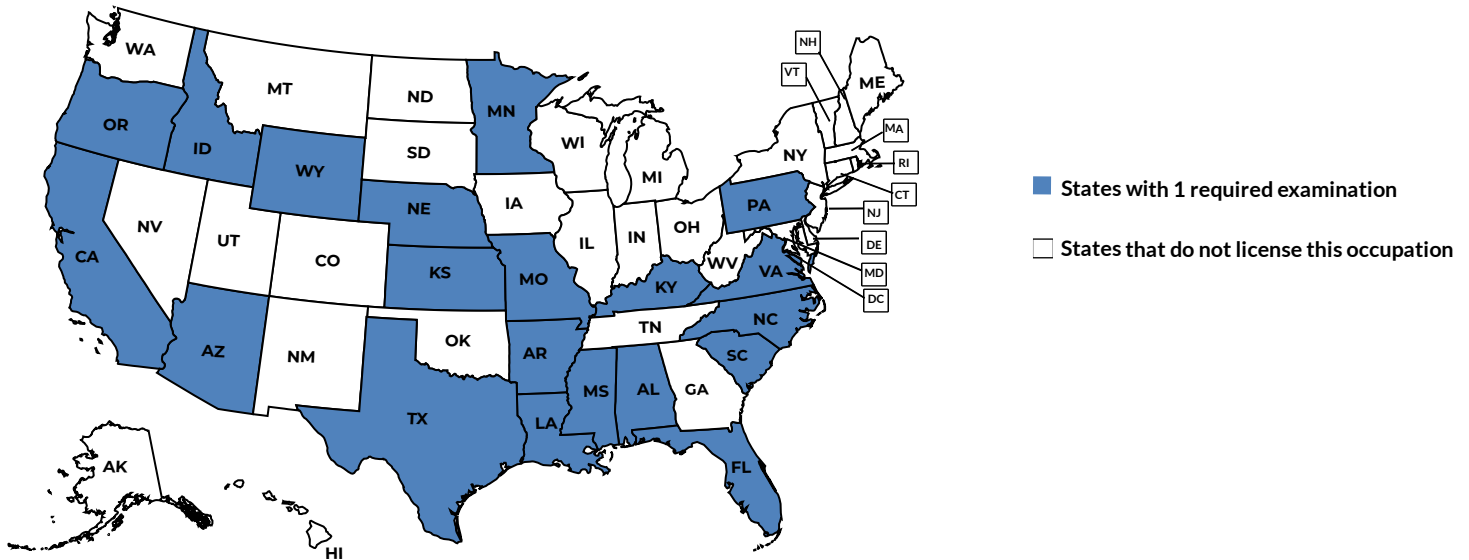 WA
MT
ND
MN
OR
ID
WY
SD
WI
MI
NY
VT
NH
ME
MA
RI
CT
NJ
DE
MD
DC
NE
IA
PA
NV
UT
CO
KS
MO
IL
IN
OH
WV
VA
KY
CA
AZ
NM
OK
AR
TN
NC
SC
TX
LA
MS
AL
GA
FL
AK
HI
States with 1 required examination
States that do not license this occupation